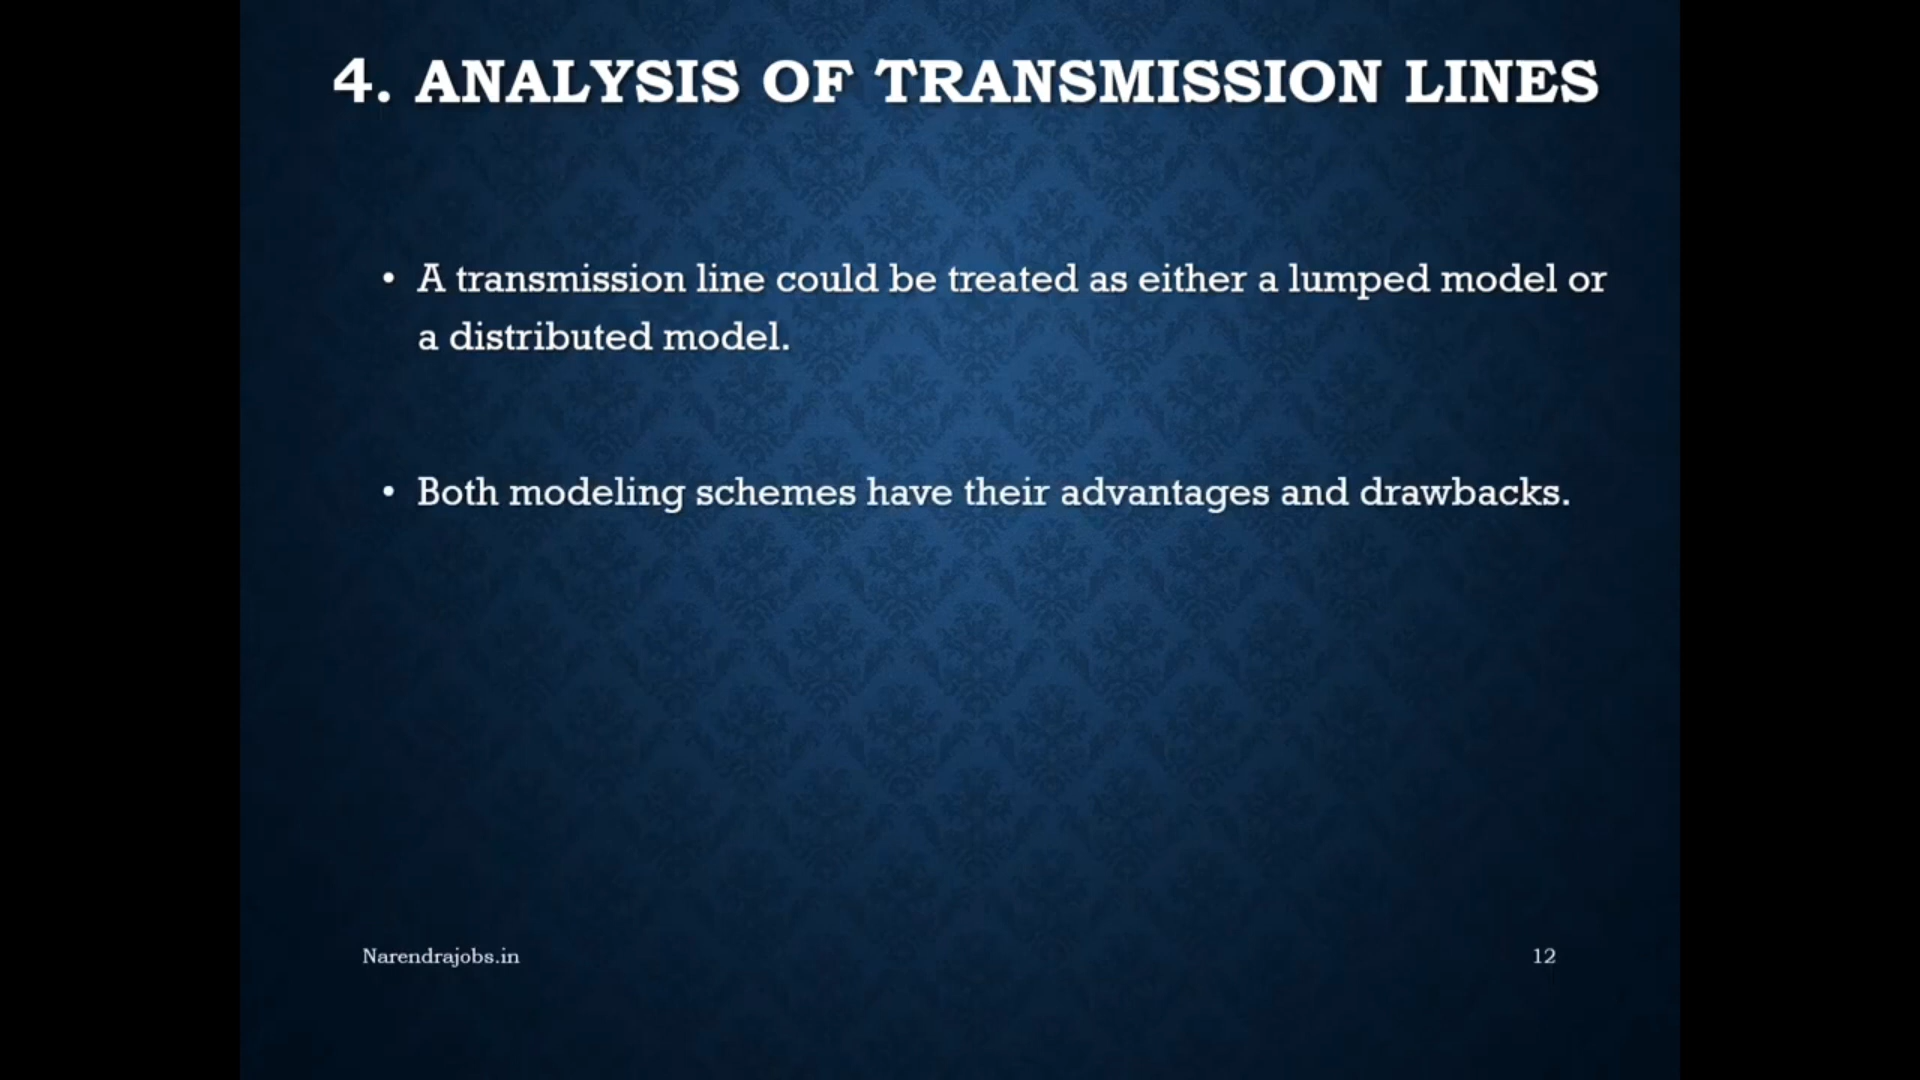 4. ANALYSIS OF TRANSMISSION LINES
• A transmission line could be treated as either a lumped model or
a distributed model.
• Both modeling schemes have their advantages and drawbacks.
Narendrajobs.in
12